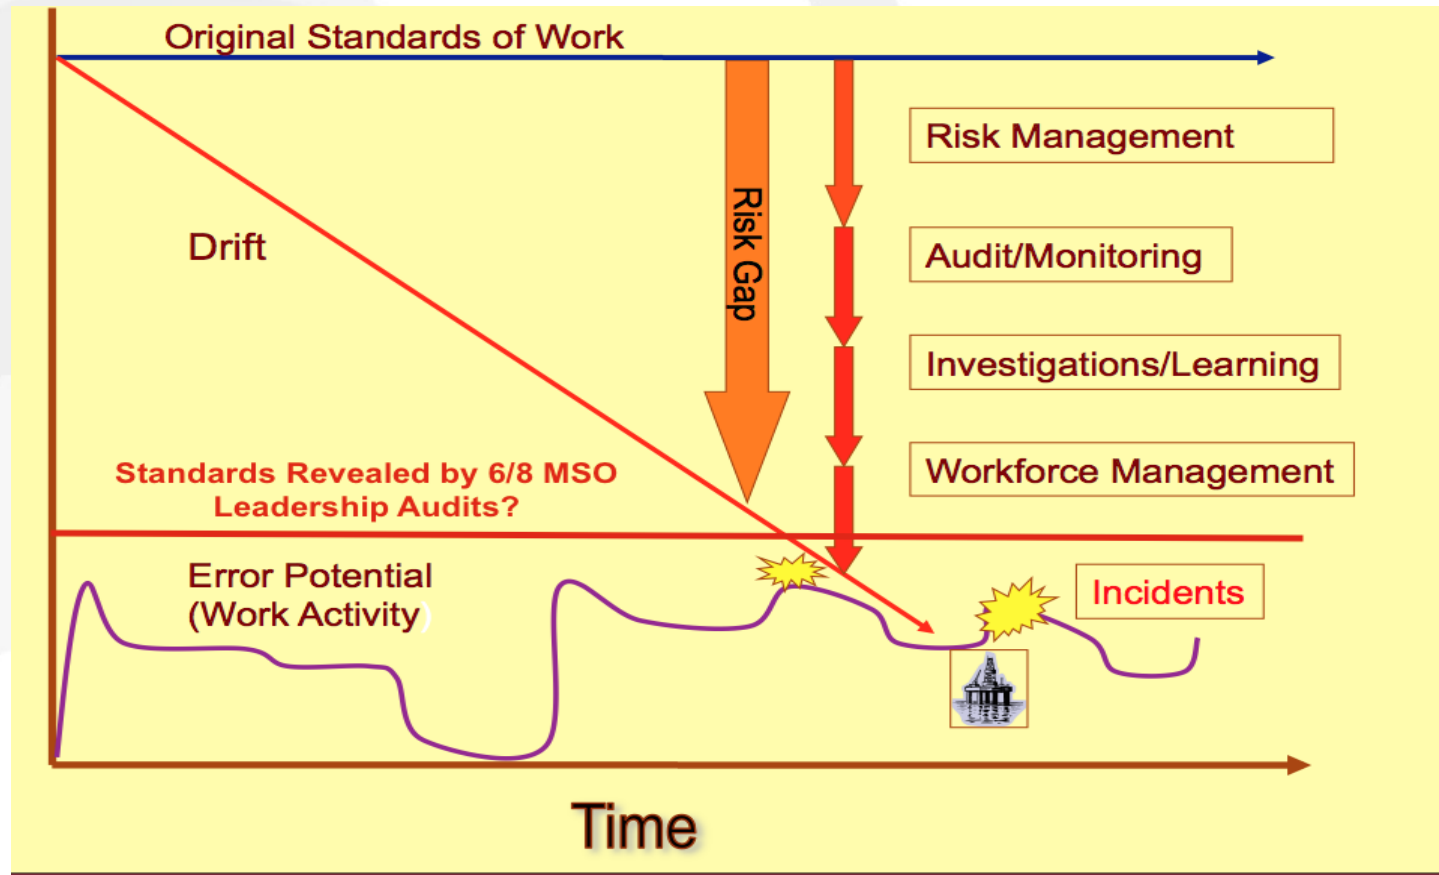 Original Standards of Work
Risk Management
Drift
Risk Gap
Audit/Monitoring
Investigations/Learning
Workforce Management
Standards Revealed by 6/8 MSO
Leadership Audits?
Error Potential
(Work Activity)
Incidents
Time